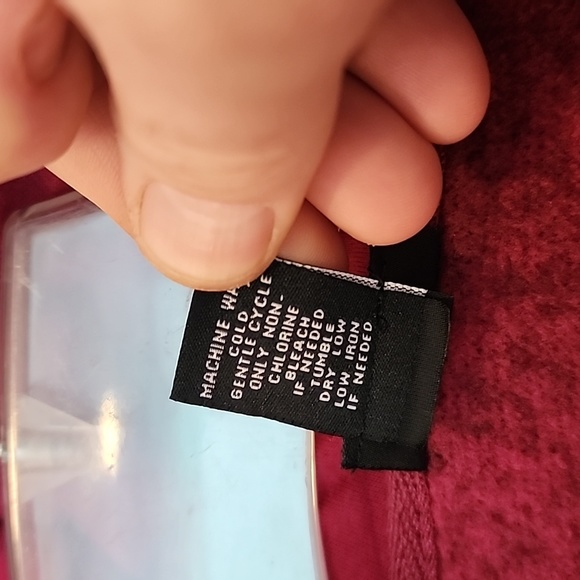 MACHINE WA
COLD
GENTLE CYCLE
ONLY NON-
CHLORINE
BLEACH
IF NEEDED
TUMBLE
DRY LOW
LOW IRON
IF NEEDED